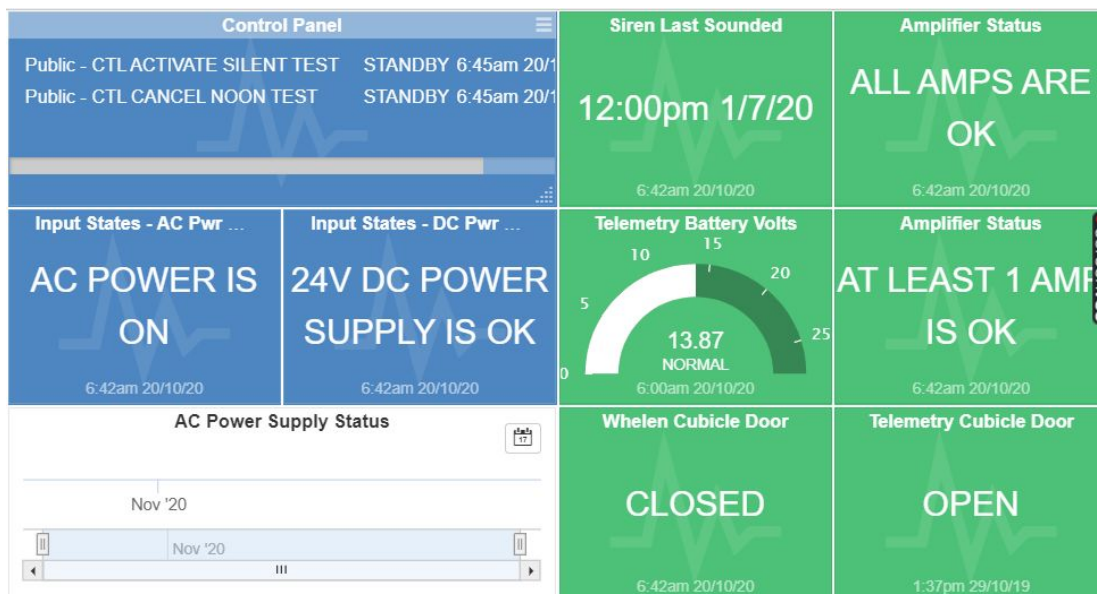 Control Panel
Public - CTL ACTIVATE SILENT TEST STANDBY 6:45am 20/1
Public - CTL CANCEL NOON TEST STANDBY 6:45am 20/1
Siren Last Sounded
12:00pm 1/7/20
6:42am 20/10/20
Amplifier Status
ALL AMPS ARE
OK
6:42am 20/10/20
Input States - AC Pwr ...
AC POWER IS
ON
6:42am 20/10/20
Input States - DC Pwr ...
24V DC POWER
SUPPLY IS OK
6:42am 20/10/20
Telemetry Battery Volts
0 5 10 15 20 25
13.87
NORMAL
6:00am 20/10/20
Amplifier Status
AT LEAST 1 AMP
IS OK
6:42am 20/10/20
AC Power Supply Status
17
Nov '20
Nov '20
Whelen Cubicle Door
CLOSED
6:42am 20/10/20
Telemetry Cubicle Door
OPEN
1:37pm 29/10/19